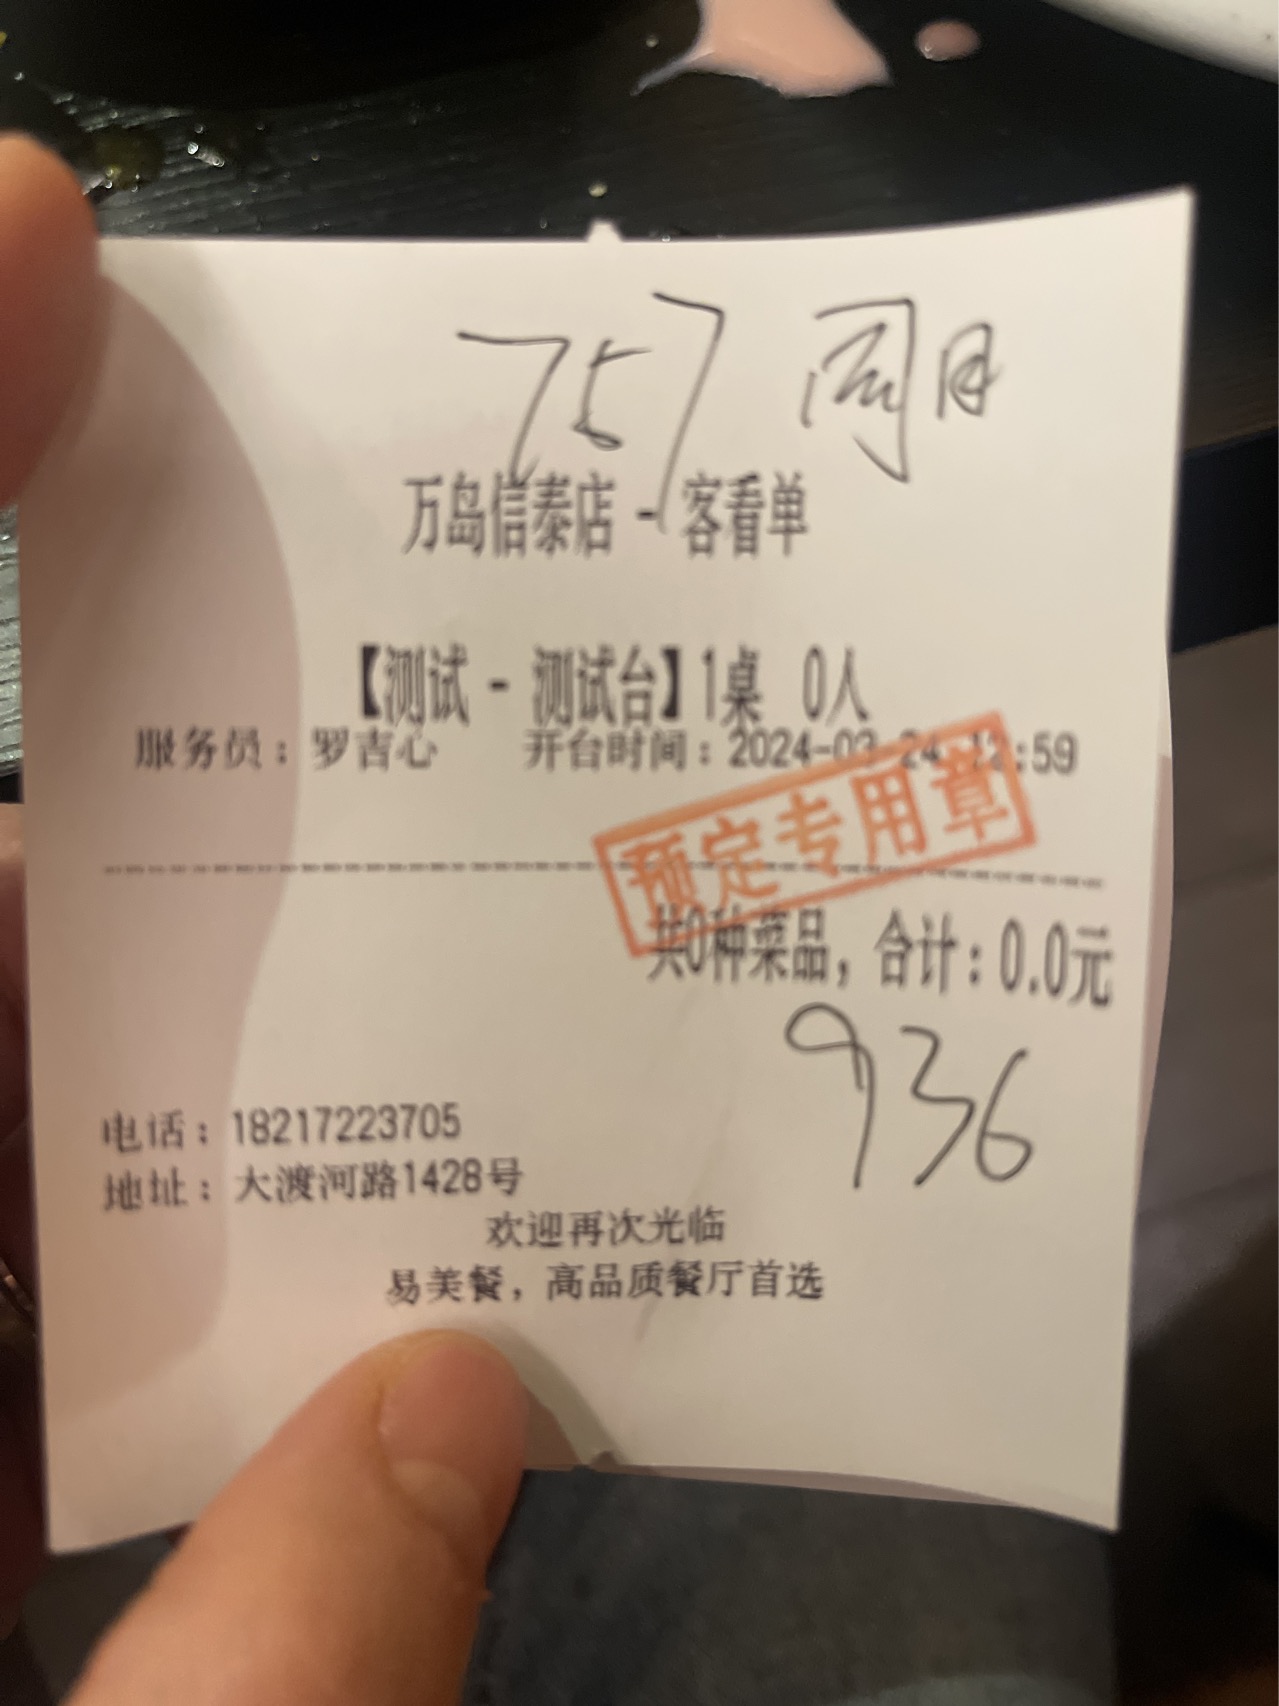 757
万岛信泰店 - 客看单
【测试 - 测试台】1桌 0人
服务员：罗吉心 开台时间：2024-03-24 12:59
预定专用章
共0种菜品，合计：0.0元
936
电话：18217223705
地址：大渡河路1428号
欢迎再次光临
易美餐，高品质餐厅首选